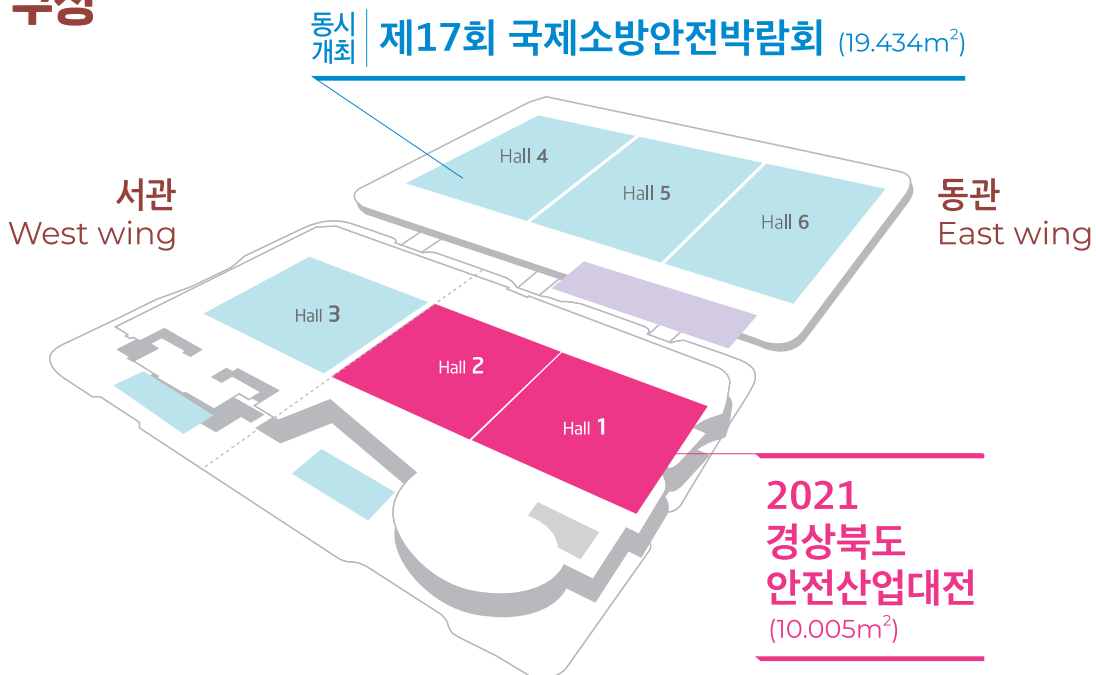 구성
동시
개최
제17회 국제소방안전박람회 (19.434m²)
Hall 4
Hall 5
Hall 6
서관
West wing
동관
East wing
Hall 3
Hall 2
Hall 1
2021
경상북도
안전산업대전
(10.005m²)